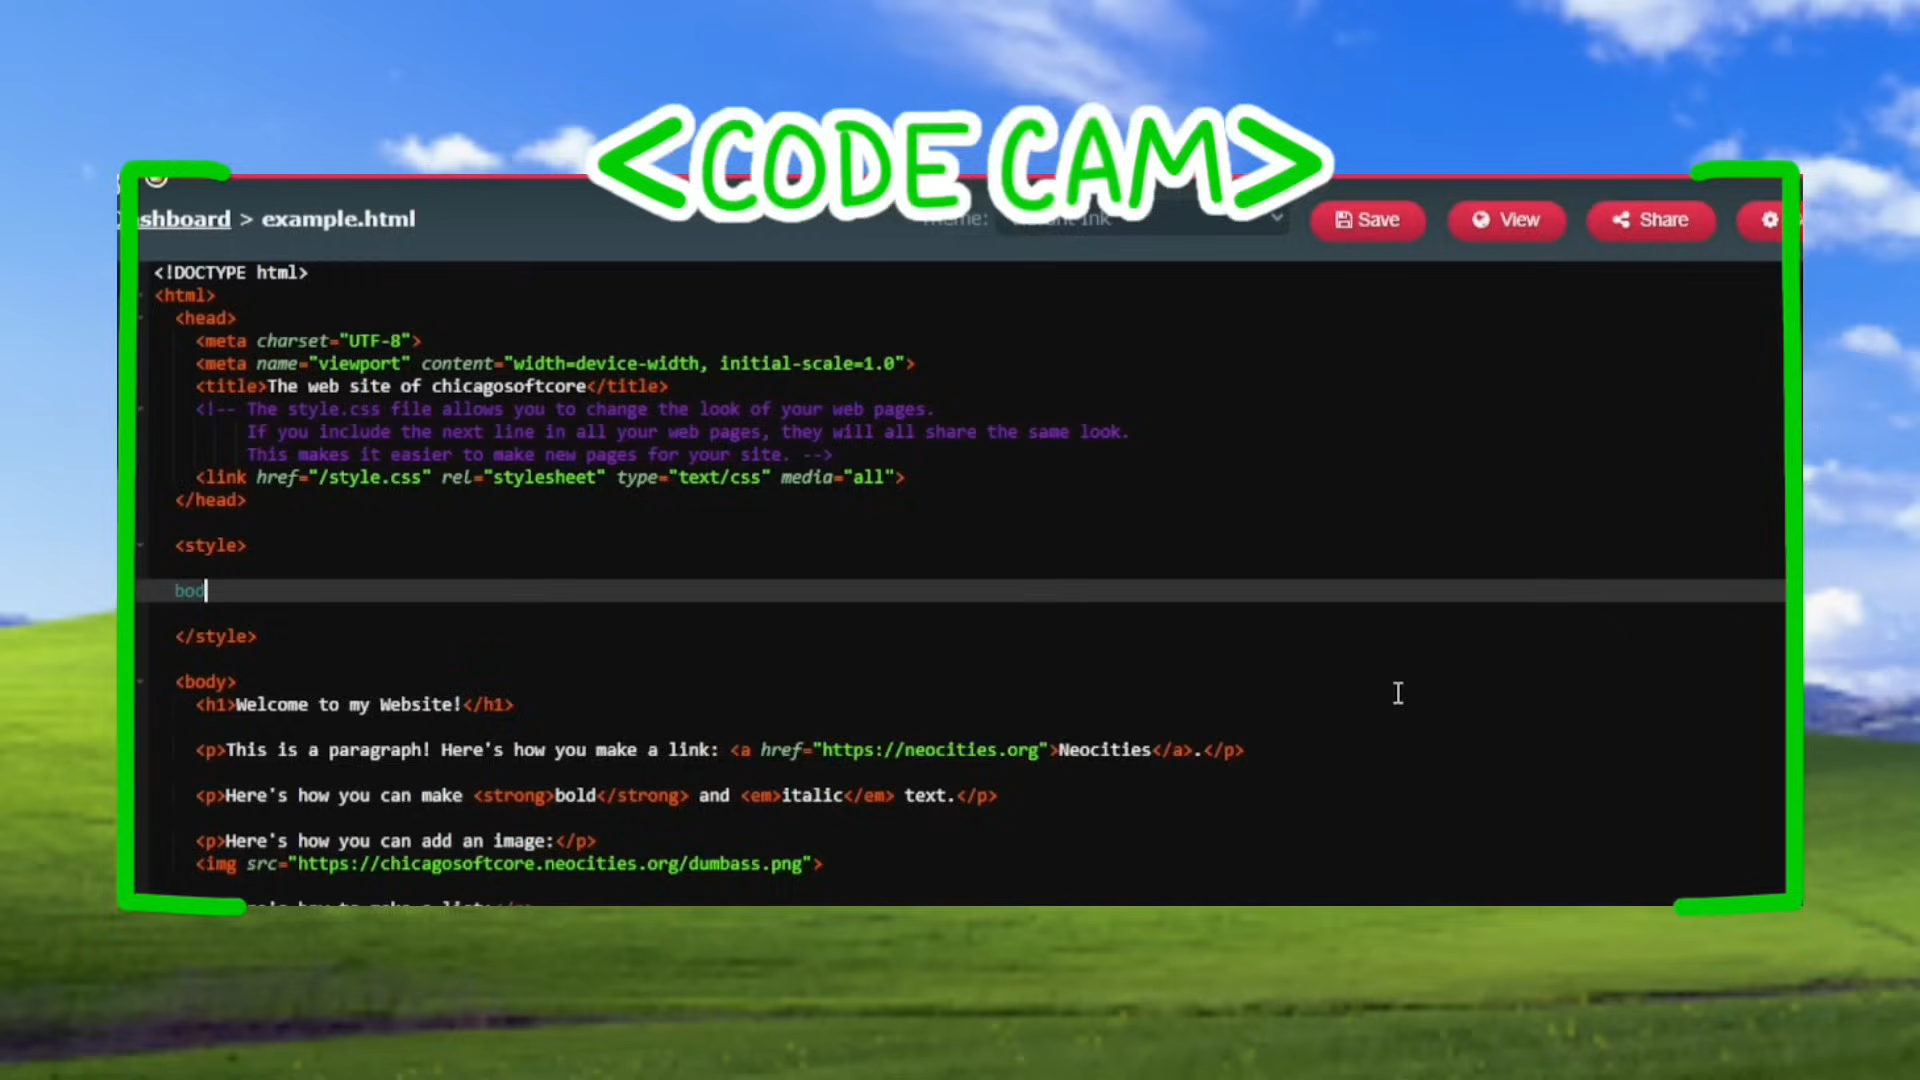 <CODE CAM>
shboard > example.html
Save
View
Share
<!DOCTYPE html>
<html>
<head>
<meta charset="UTF-8">
<meta name="viewport" content="width=device-width, initial-scale=1.0">
<title>The web site of chicagosoftcore</title>
<!-- The style.css file allows you to change the look of your web pages.
If you include the next line in all your web pages, they will all share the same look.
This makes it easier to make new pages for your site. -->
<link href="/style.css" rel="stylesheet" type="text/css" media="all">
</head>
<style>
bod
</style>
<body>
<h1>Welcome to my Website!</h1>
<p>This is a paragraph! Here's how you make a link: <a href="https://neocities.org">Neocities</a>.</p>
<p>Here's how you can make <strong>bold</strong> and <em>italic</em> text.</p>
<p>Here's how you can add an image:</p>
<img src="https://chicagosoftcore.neocities.org/dumbass.png">